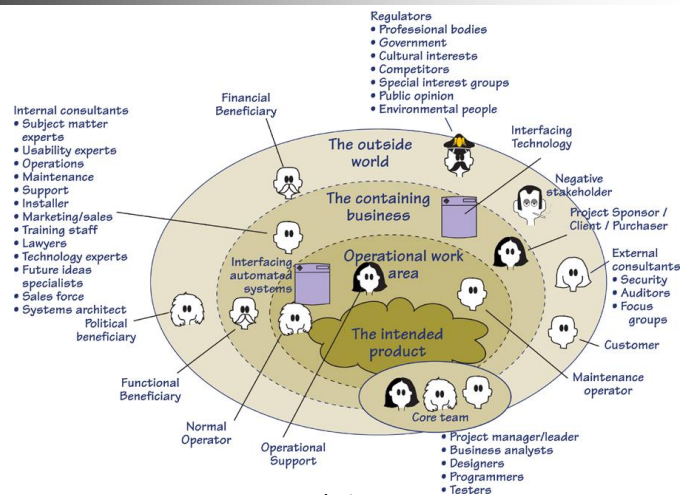 Regulators
• Professional bodies
• Government
• Cultural interests
• Competitors
• Special interest groups
• Public opinion
• Environmental people
Internal consultants
• Subject matter
experts
• Usability experts
• Operations
• Maintenance
• Support
• Installer
• Marketing/sales
• Training staff
• Lawyers
• Technology experts
• Future ideas
specialists
• Sales force
• Systems architect
Financial
Beneficiary
The outside
world
Interfacing
Technology
Negative
stakeholder
The containing
business
Project Sponsor /
Client / Purchaser
Interfacing
automated
systems
Operational work
area
External
consultants
• Security
• Auditors
• Focus
groups
Political
beneficiary
The intended
product
Customer
Functional
Beneficiary
Maintenance
operator
Normal
Operator
Operational
Support
Core team
• Project manager/leader
• Business analysts
• Designers
• Programmers
• Testers